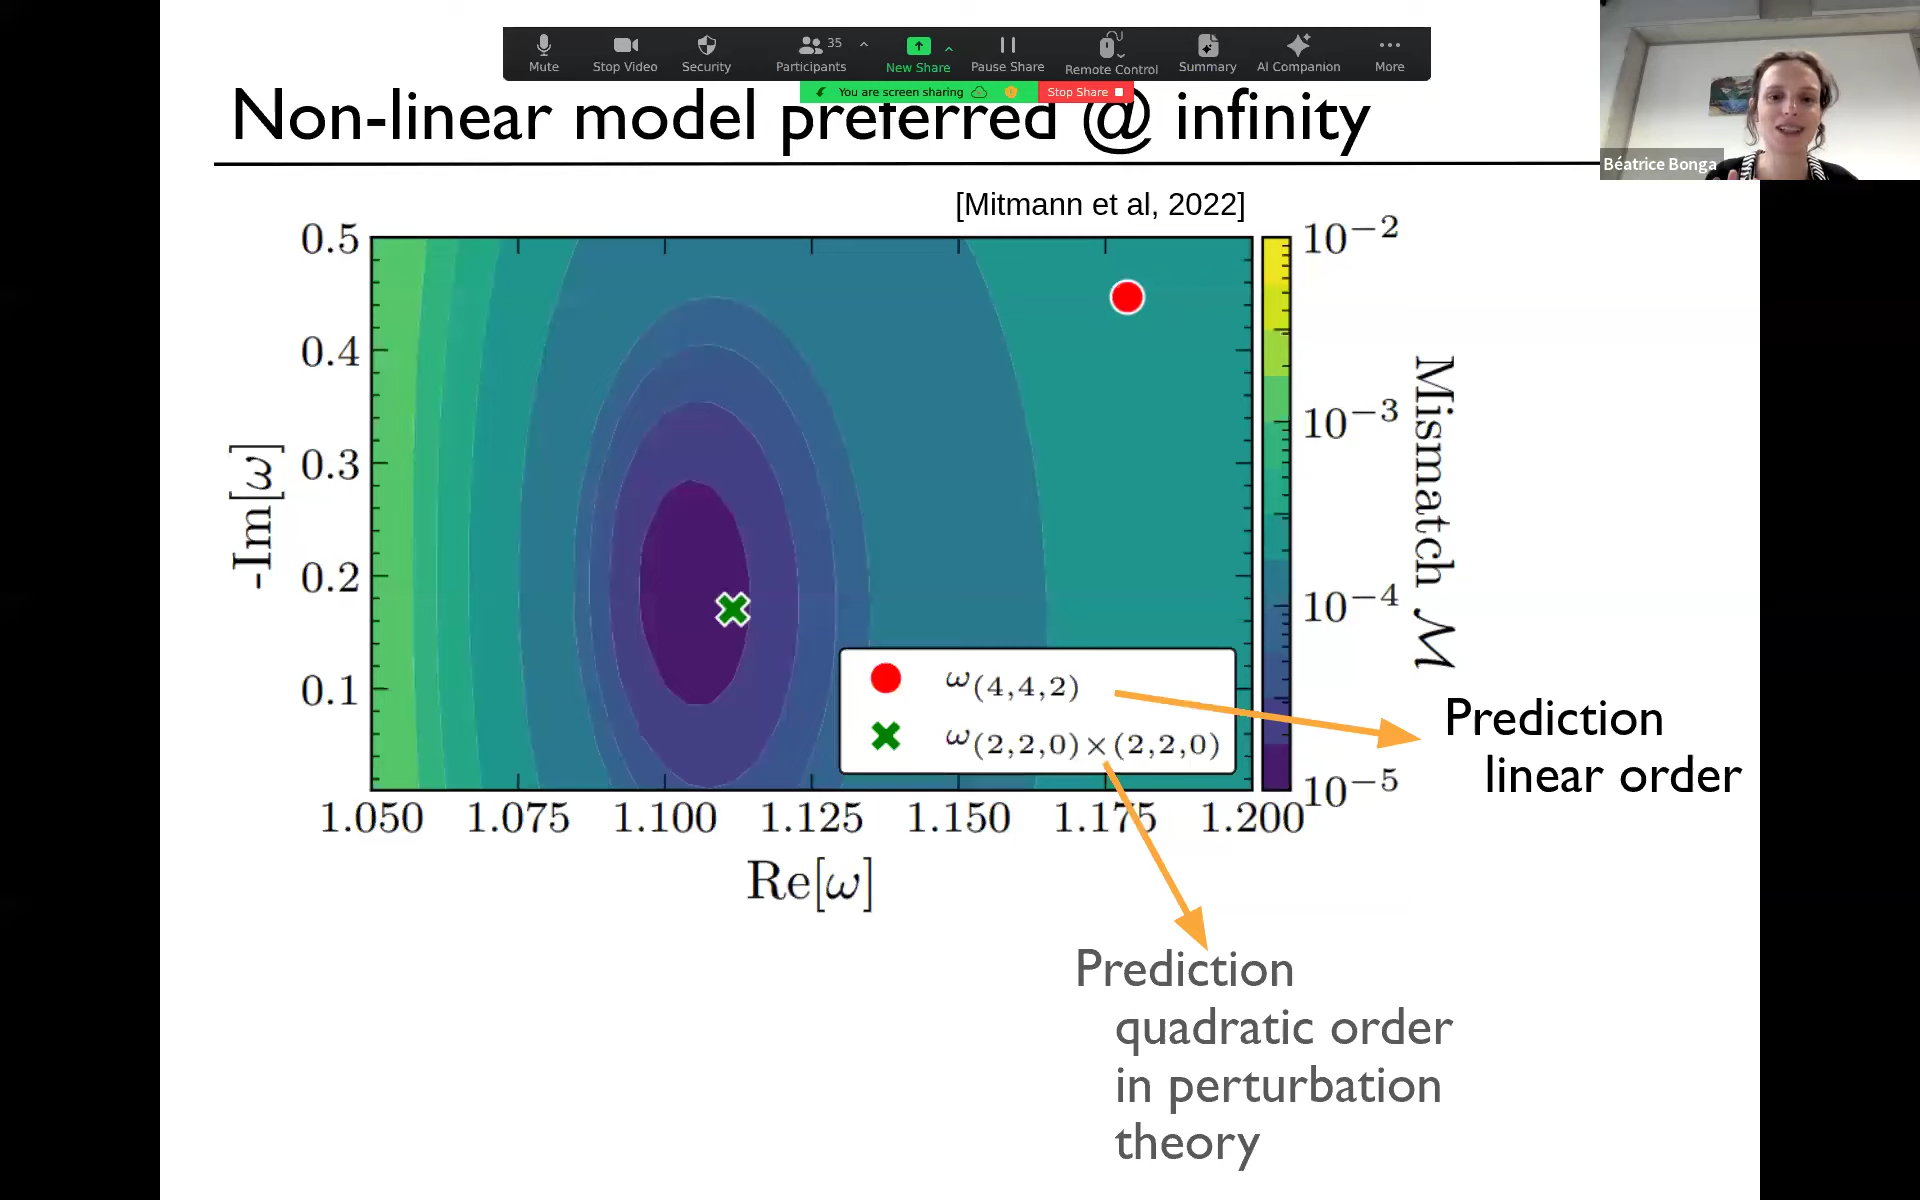 Mute
Stop Video
Security
Participants
35
New Share
Pause Share
Remote Control
Summary
AI Companion
More
You are screen sharing
Stop Share
Béatrice Bonga
Non-linear model preferred @ infinity
[Mitmann et al, 2022]
0.5
0.4
0.3
0.2
0.1
-Im[ω]
1.050 1.075 1.100 1.125 1.150 1.175 1.200
Re[ω]
10⁻²
10⁻³
10⁻⁴
10⁻⁵
Mismatch ℳ
ω(4,4,2)
ω(2,2,0)×(2,2,0)
Prediction
linear order
Prediction
quadratic order
in perturbation
theory